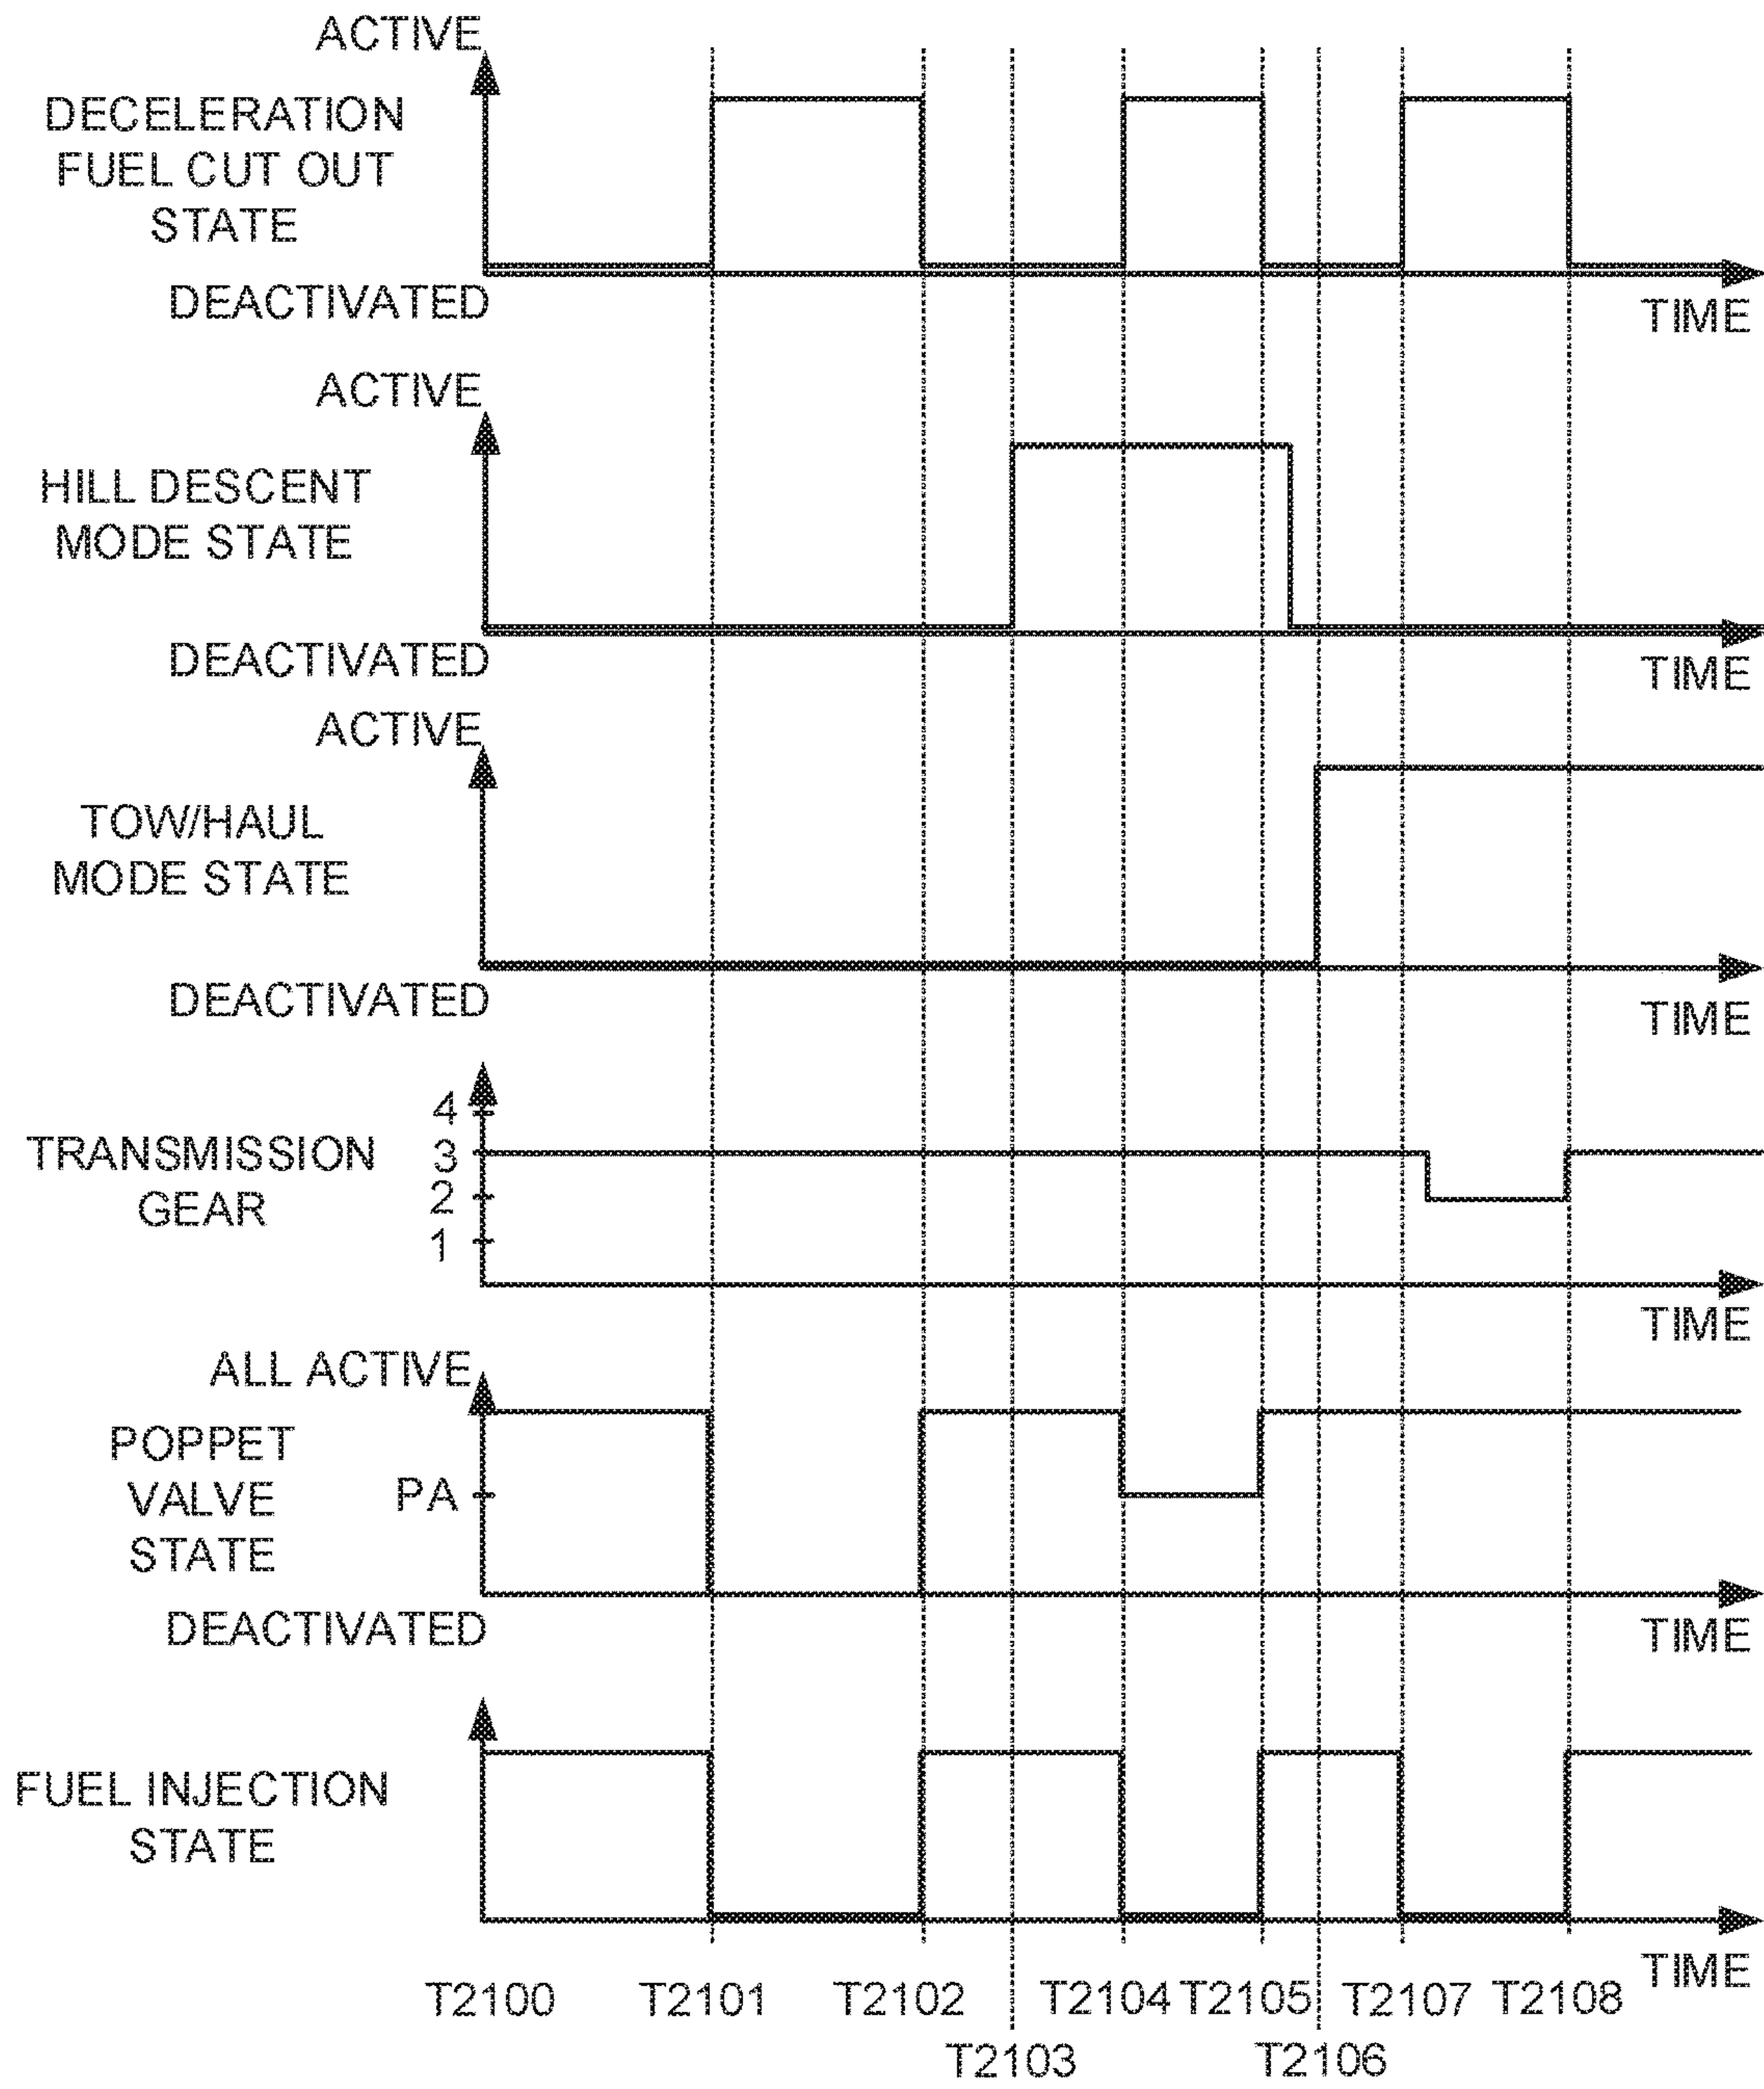 ACTIVE
DECELERATION
FUEL CUT OUT
STATE
DEACTIVATED
TIME
ACTIVE
HILL DESCENT
MODE STATE
DEACTIVATED
TIME
ACTIVE
TOW/HAUL
MODE STATE
DEACTIVATED
TIME
4
TRANSMISSION 3
GEAR 2
1
TIME
ALL ACTIVE
POPPET
VALVE PA
STATE
DEACTIVATED
TIME
FUEL INJECTION
STATE
TIME
T2100 T2101 T2102 T2104 T2105 T2107 T2108
T2103 T2106